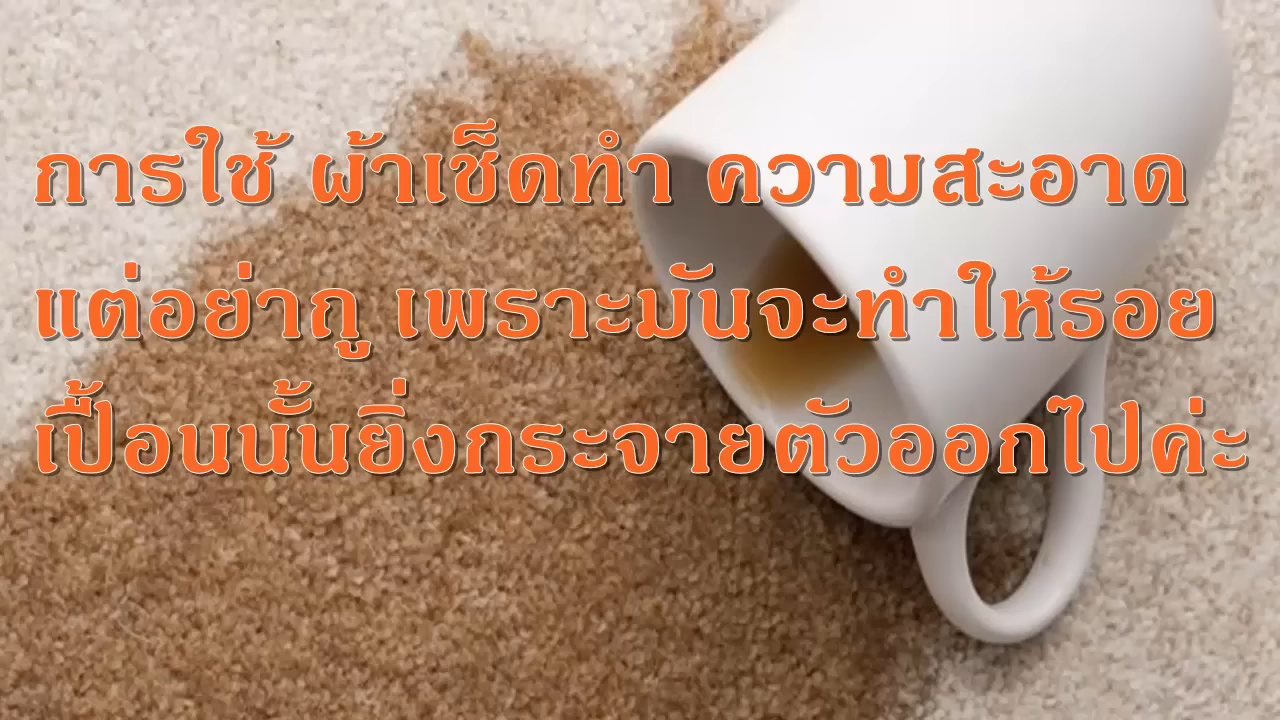 การใช้ ผ้าเช็ดทำ ความสะอาด
แต่อย่าถู เพราะมันจะทำให้รอย
เปื้อนนั้นยิ่งกระจายตัวออกไปค่ะ